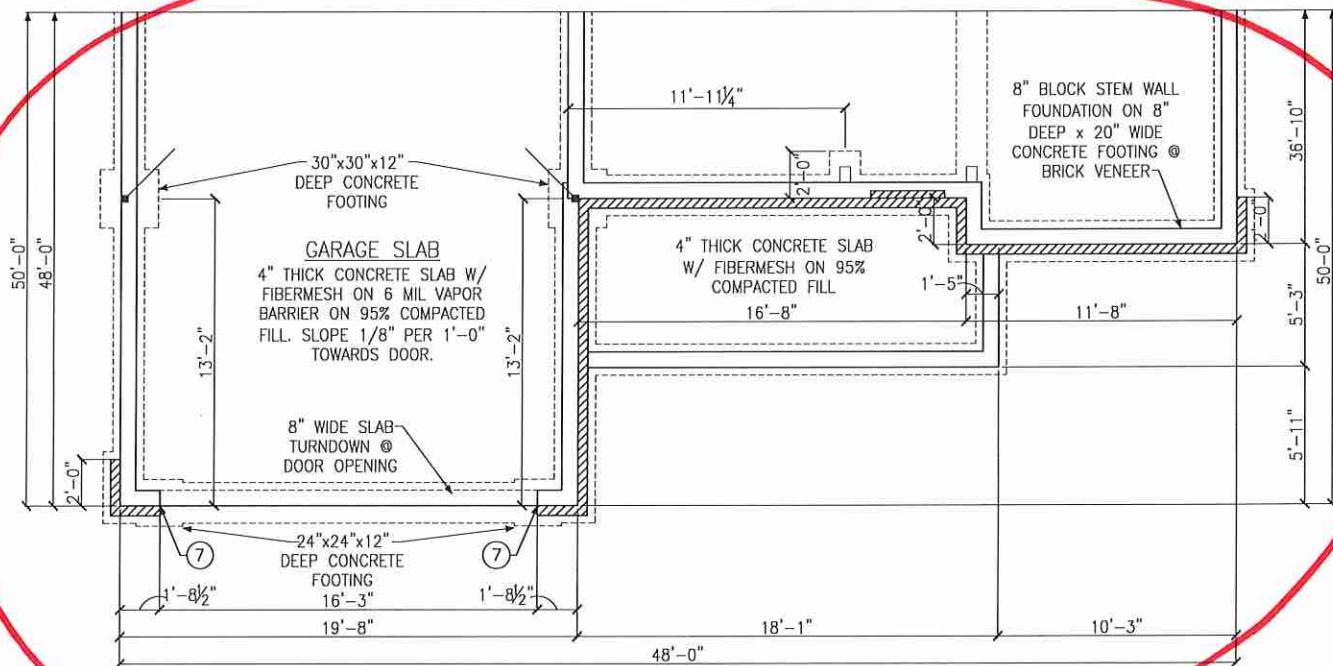 11'-11¼"
8" BLOCK STEM WALL
FOUNDATION ON 8"
DEEP x 20" WIDE
CONCRETE FOOTING @
BRICK VENEER
36'-10"
30"x30"x12"
DEEP CONCRETE
FOOTING
2'-0"
2'-0"
2'-0"
50'-0"
48'-0"
50'-0"
GARAGE SLAB
4" THICK CONCRETE SLAB W/
FIBERMESH ON 6 MIL VAPOR
BARRIER ON 95% COMPACTED
FILL. SLOPE 1/8" PER 1'-0"
TOWARDS DOOR.
4" THICK CONCRETE SLAB
W/ FIBERMESH ON 95%
COMPACTED FILL
1'-5"
16'-8"
11'-8"
5'-3"
13'-2"
13'-2"
8" WIDE SLAB
TURNDOWN @
DOOR OPENING
5'-11"
2'-0"
7
24"x24"x12"
DEEP CONCRETE
FOOTING
7
1'-8½"
16'-3"
1'-8½"
19'-8"
18'-1"
10'-3"
48'-0"